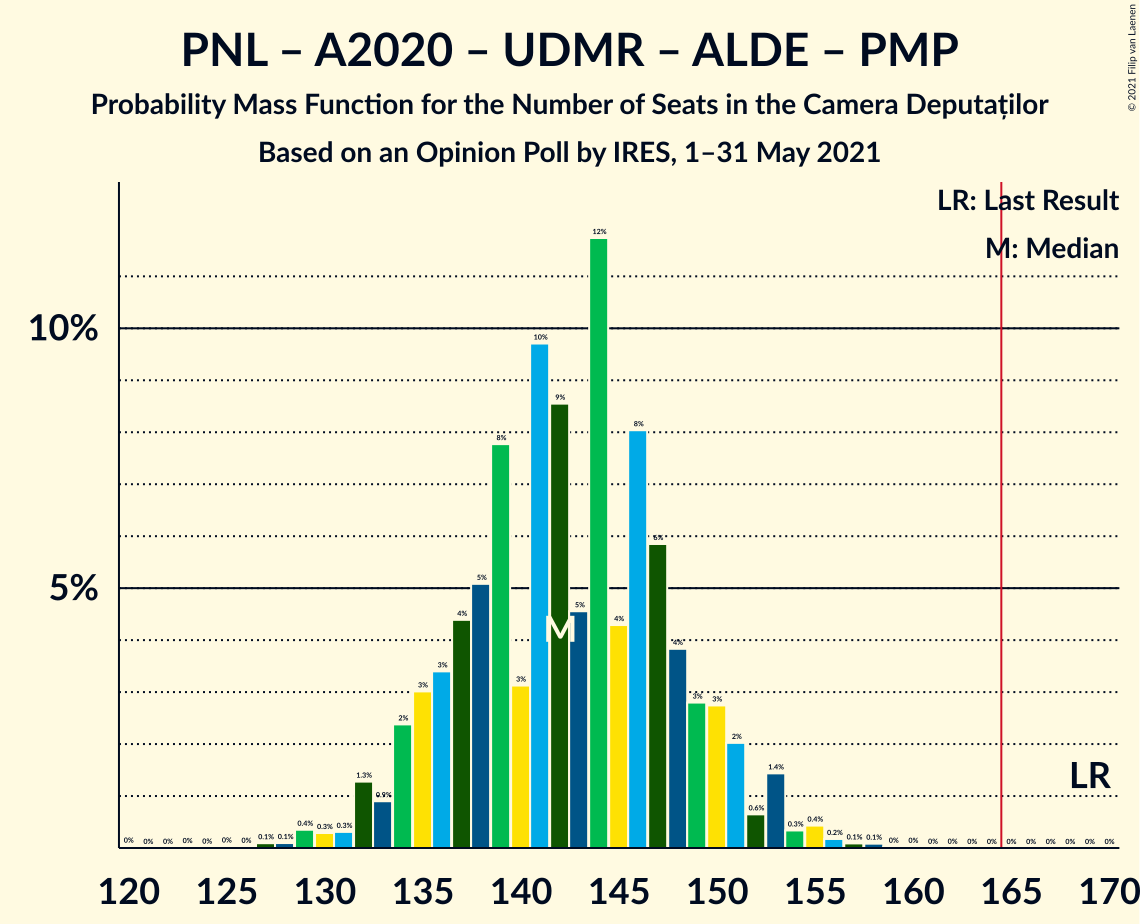 PNL – A2020 – UDMR – ALDE – PMP
Probability Mass Function for the Number of Seats in the Camera Deputaților
Based on an Opinion Poll by IRES, 1–31 May 2021
© 2021 Filip van Laenen
LR: Last Result
M: Median
10%
5%
0% 0% 0% 0% 0% 0% 0% 0.1% 0.1% 0.4% 0.3% 0.3% 1.3% 0.9% 2% 3% 3% 4% 5% 8% 3% 10% 9% 5% 12% 4% 8% 6% 4% 3% 3% 2% 0.6% 1.4% 0.3% 0.4% 0.2% 0.1% 0.1% 0% 0% 0% 0% 0% 0% 0% 0% 0% 0% 0% 0%
M
LR
120 125 130 135 140 145 150 155 160 165 170